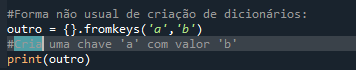 #Forma não usual de criação de dicionários:
outro = {}.fromkeys('a','b')
#Cria uma chave 'a' com valor 'b'
print(outro)